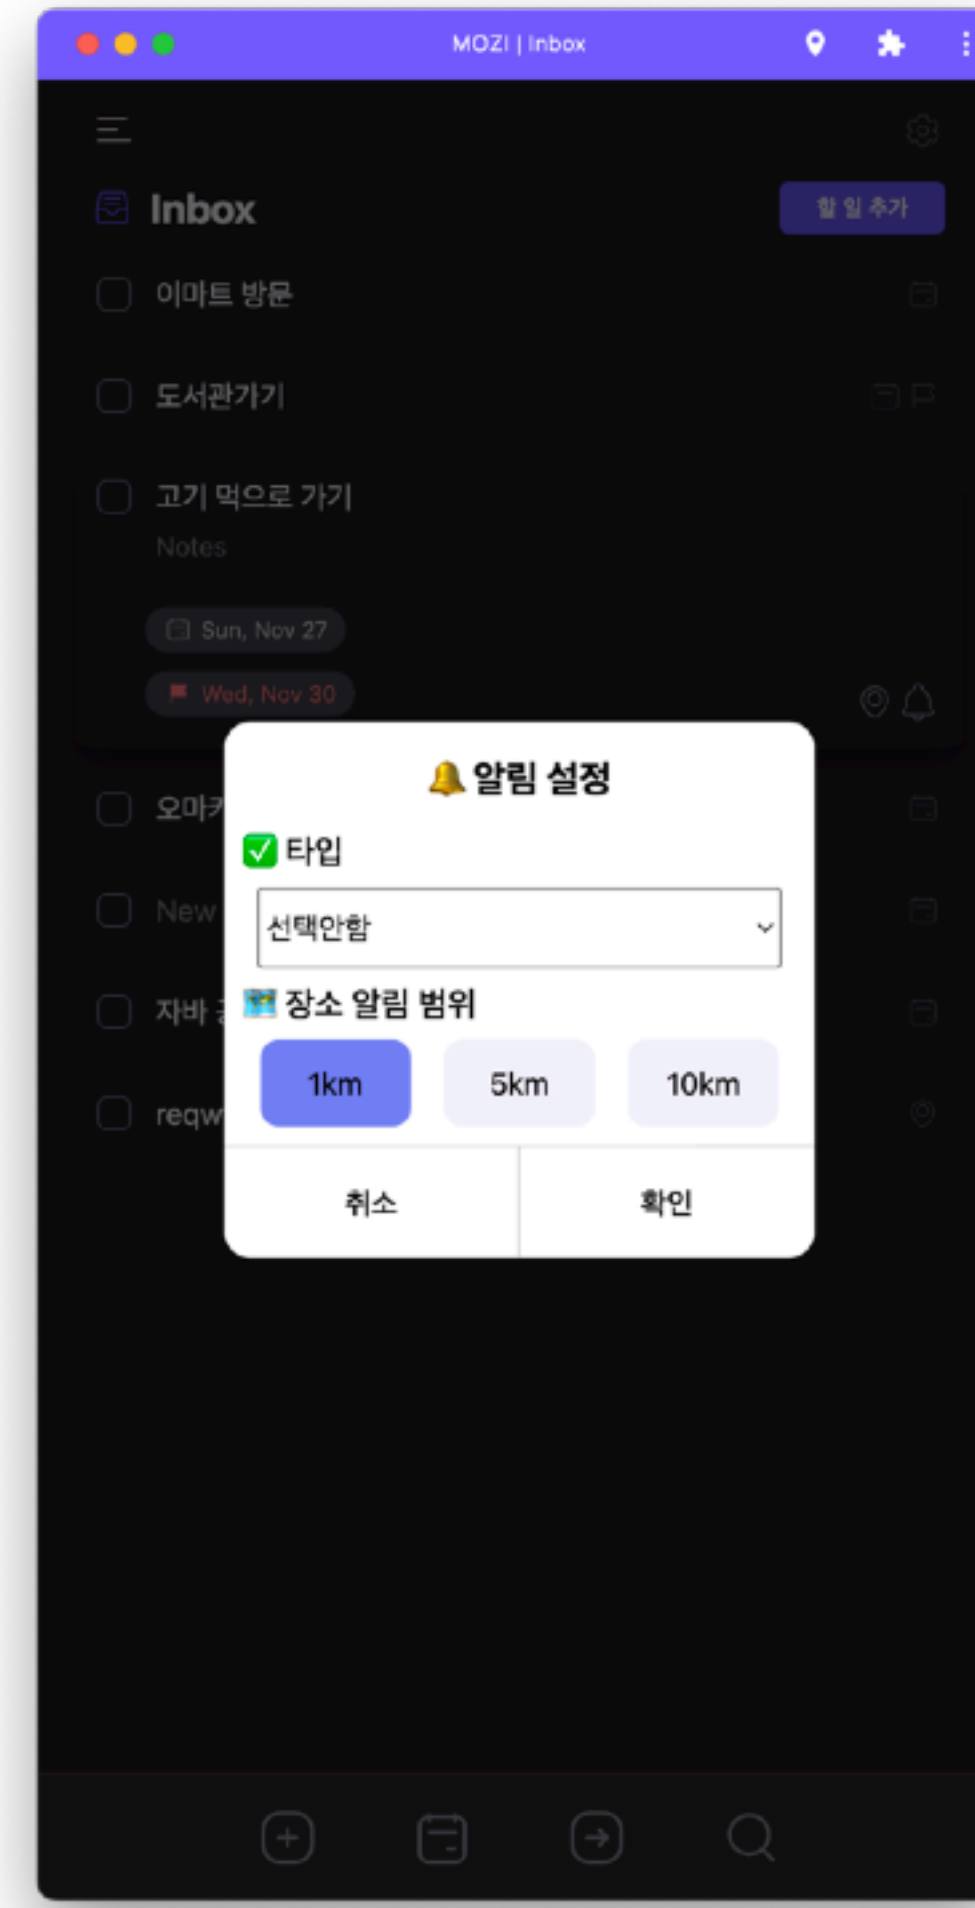 MOZI | Inbox
Inbox
할 일 추가
이마트 방문
도서관가기
고기 먹으로 가기
Notes
Sun, Nov 27
Wed, Nov 30
알림 설정
오마카
타입
New
선택안함
자바
장소 알림 범위
1km
5km
10km
reqw
취소
확인